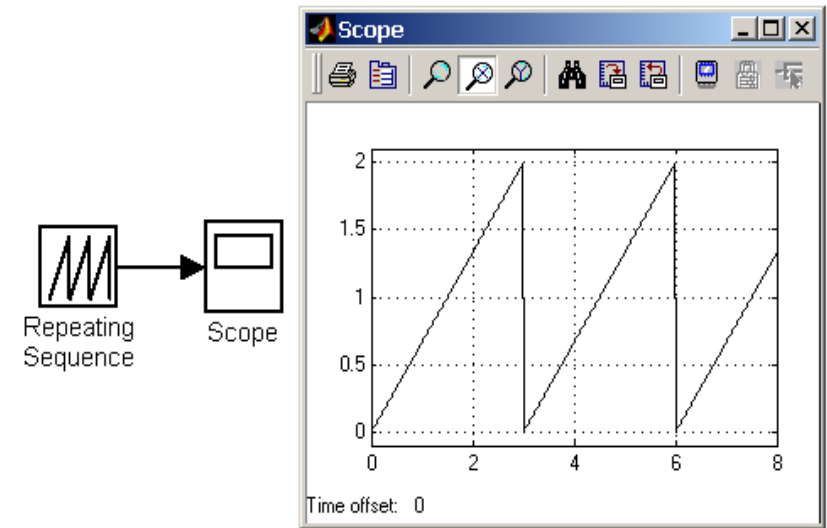 Scope
2
1.5
1
0.5
0
0 2 4 6 8
Time offset: 0
Repeating
Sequence
Scope